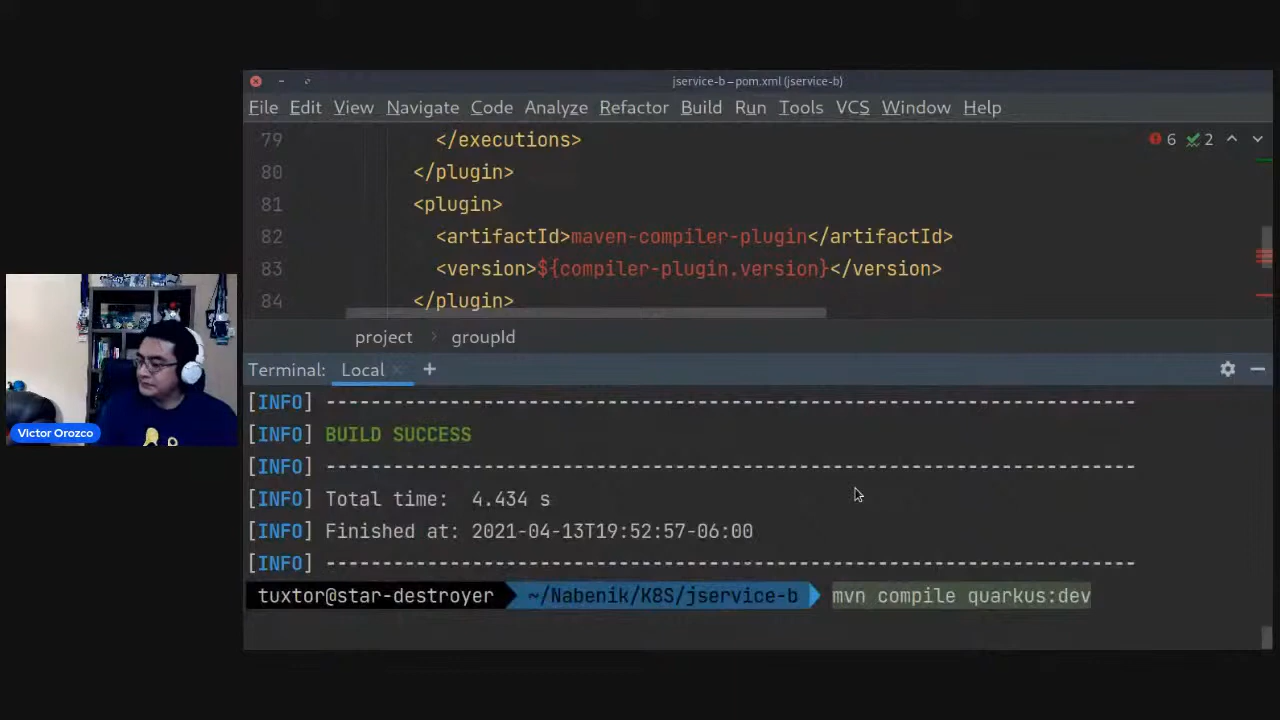 jservice-b – pom.xml (jservice-b)
File Edit View Navigate Code Analyze Refactor Build Run Tools VCS Window Help
79 </executions>
6 2
80 </plugin>
81 <plugin>
82 <artifactId>maven-compiler-plugin</artifactId>
83 <version>${compiler-plugin.version}</version>
84 </plugin>
project > groupId
Terminal: Local × +
[INFO] ------------------------------------------------------------------------
[INFO] BUILD SUCCESS
[INFO] ------------------------------------------------------------------------
[INFO] Total time:  4.434 s
[INFO] Finished at: 2021-04-13T19:52:57-06:00
[INFO] ------------------------------------------------------------------------
tuxtor@star-destroyer ~/Nabenik/K8S/jservice-b mvn compile quarkus:dev
Victor Orozco